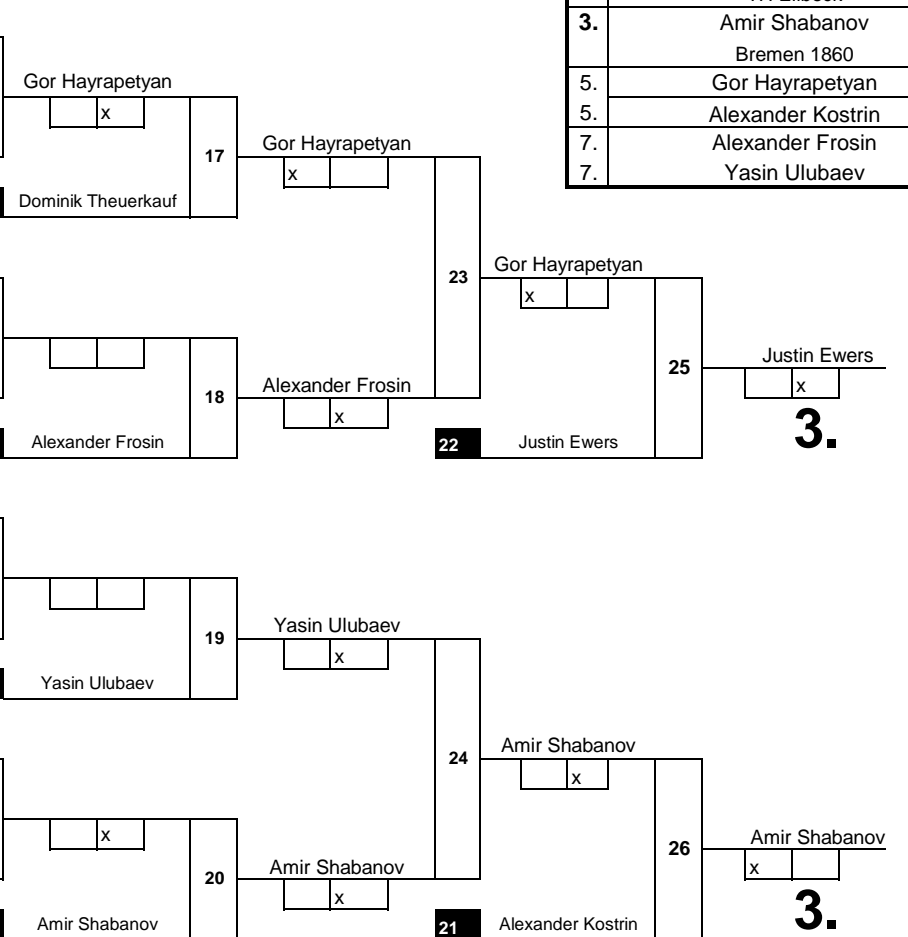 3. Amir Shabanov
Bremen 1860
5. Gor Hayrapetyan
5. Alexander Kostrin
7. Alexander Frosin
7. Yasin Ulubaev
Gor Hayrapetyan
x
17
Gor Hayrapetyan
x
Dominik Theuerkauf
23
Gor Hayrapetyan
x
25
Justin Ewers
x
3.
18
Alexander Frosin
x
Alexander Frosin
22
Justin Ewers
19
Yasin Ulubaev
x
Yasin Ulubaev
24
Amir Shabanov
x
x
20
Amir Shabanov
x
26
Amir Shabanov
x
3.
Amir Shabanov
21
Alexander Kostrin